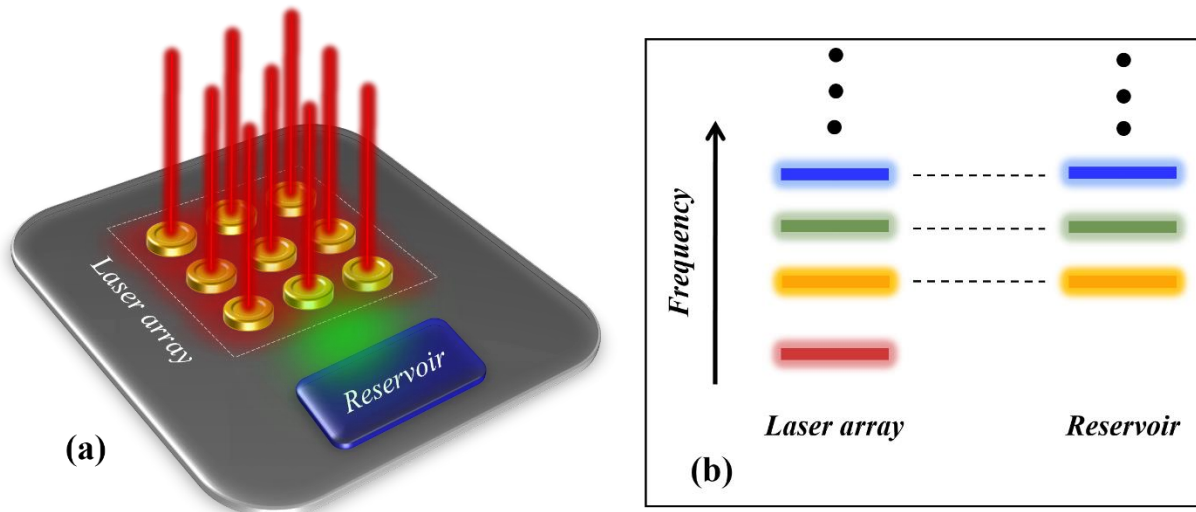 Laser array
Reservoir
(a)
Frequency
Laser array
Reservoir
(b)